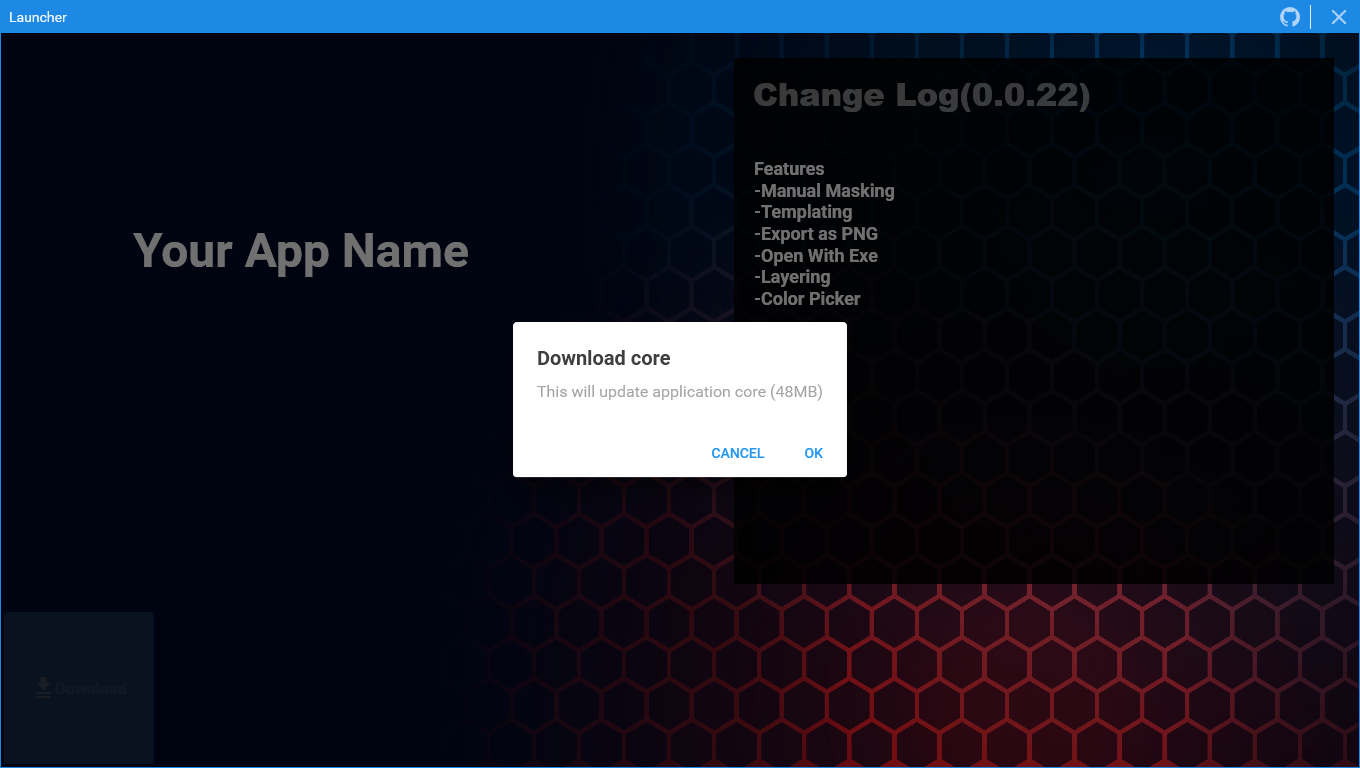 Launcher
Change Log(0.0.22)
Your App Name
Features
-Manual Masking
-Templating
-Export as PNG
-Open With Exe
-Layering
-Color Picker
Download core
This will update application core (48MB)
CANCEL OK
Download